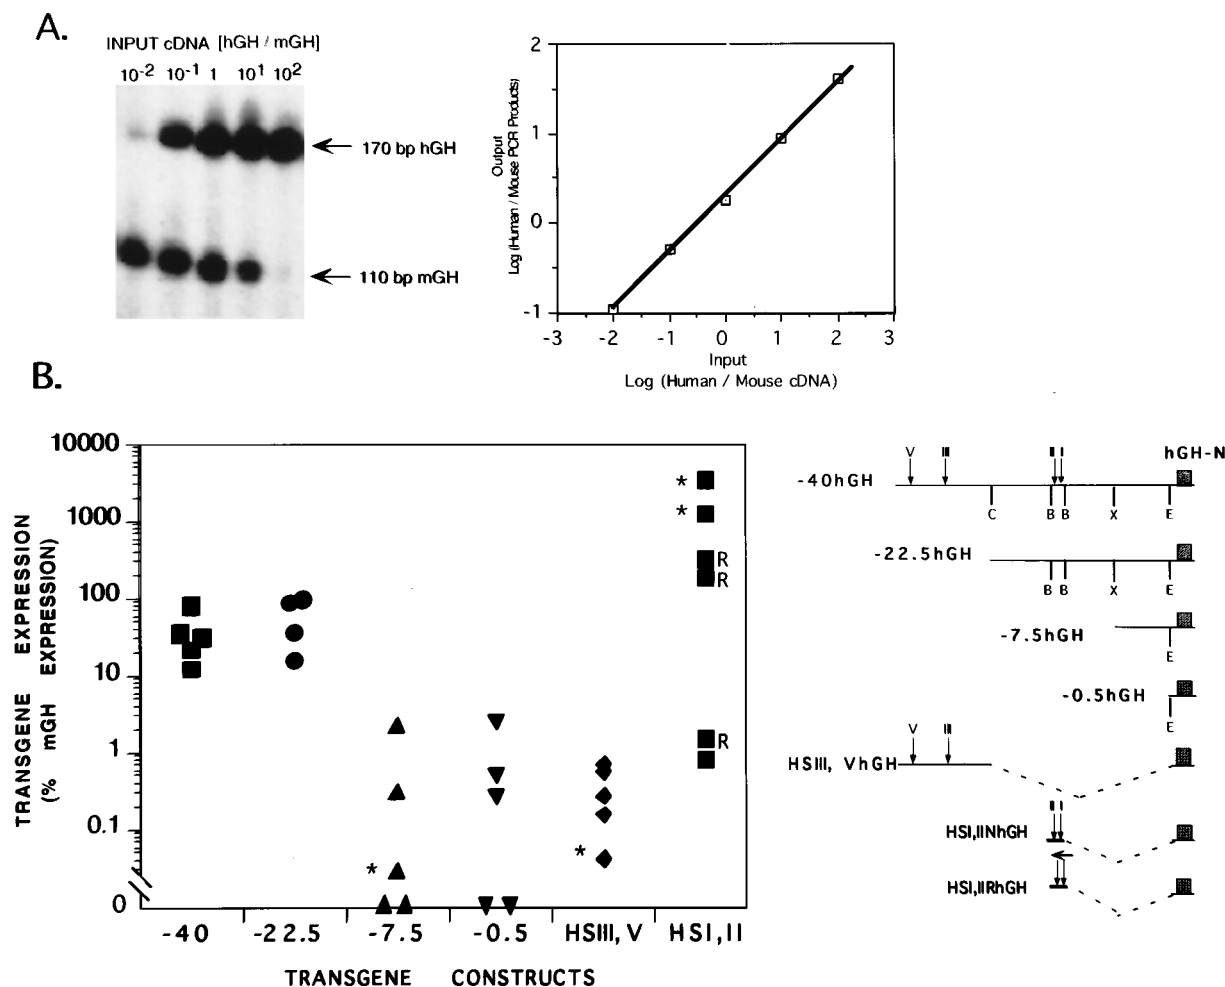 A.
INPUT cDNA [hGH / mGH]
10-2 10-1 1 101 102
170 bp hGH
110 bp mGH
Output
Log (Human / Mouse PCR Products)
2
1
0
-1
-3 -2 -1 0 1 2 3
Input
Log (Human / Mouse cDNA)
B.
TRANSGENE EXPRESSION
(% mGH EXPRESSION)
10000
1000
100
10
1
0.1
0
*
*
R
R
R
*
*
-40 -22.5 -7.5 -0.5 HSIII, V HSI, II
TRANSGENE CONSTRUCTS
V III II I hGH-N
-40hGH
C B B X E
-22.5hGH
B B X E
-7.5hGH
E
-0.5hGH
E
V III
HSIII, VhGH
II I
HSI,IINhGH
HSI,IIRhGH